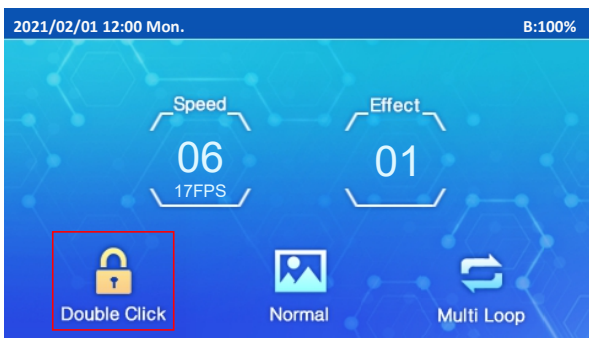 2021/02/01 12:00 Mon. B:100%
Speed Effect
06 01
17FPS
Double Click Normal Multi Loop